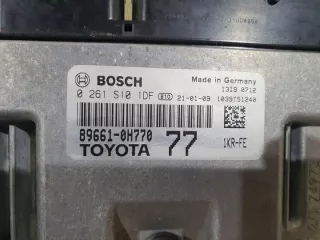 BOSCH
Made in Germany
0 261 S10 1DF 21-01-09
1319 0712
1039T51240
89661-0H770
TOYOTA 77
1KR-FE